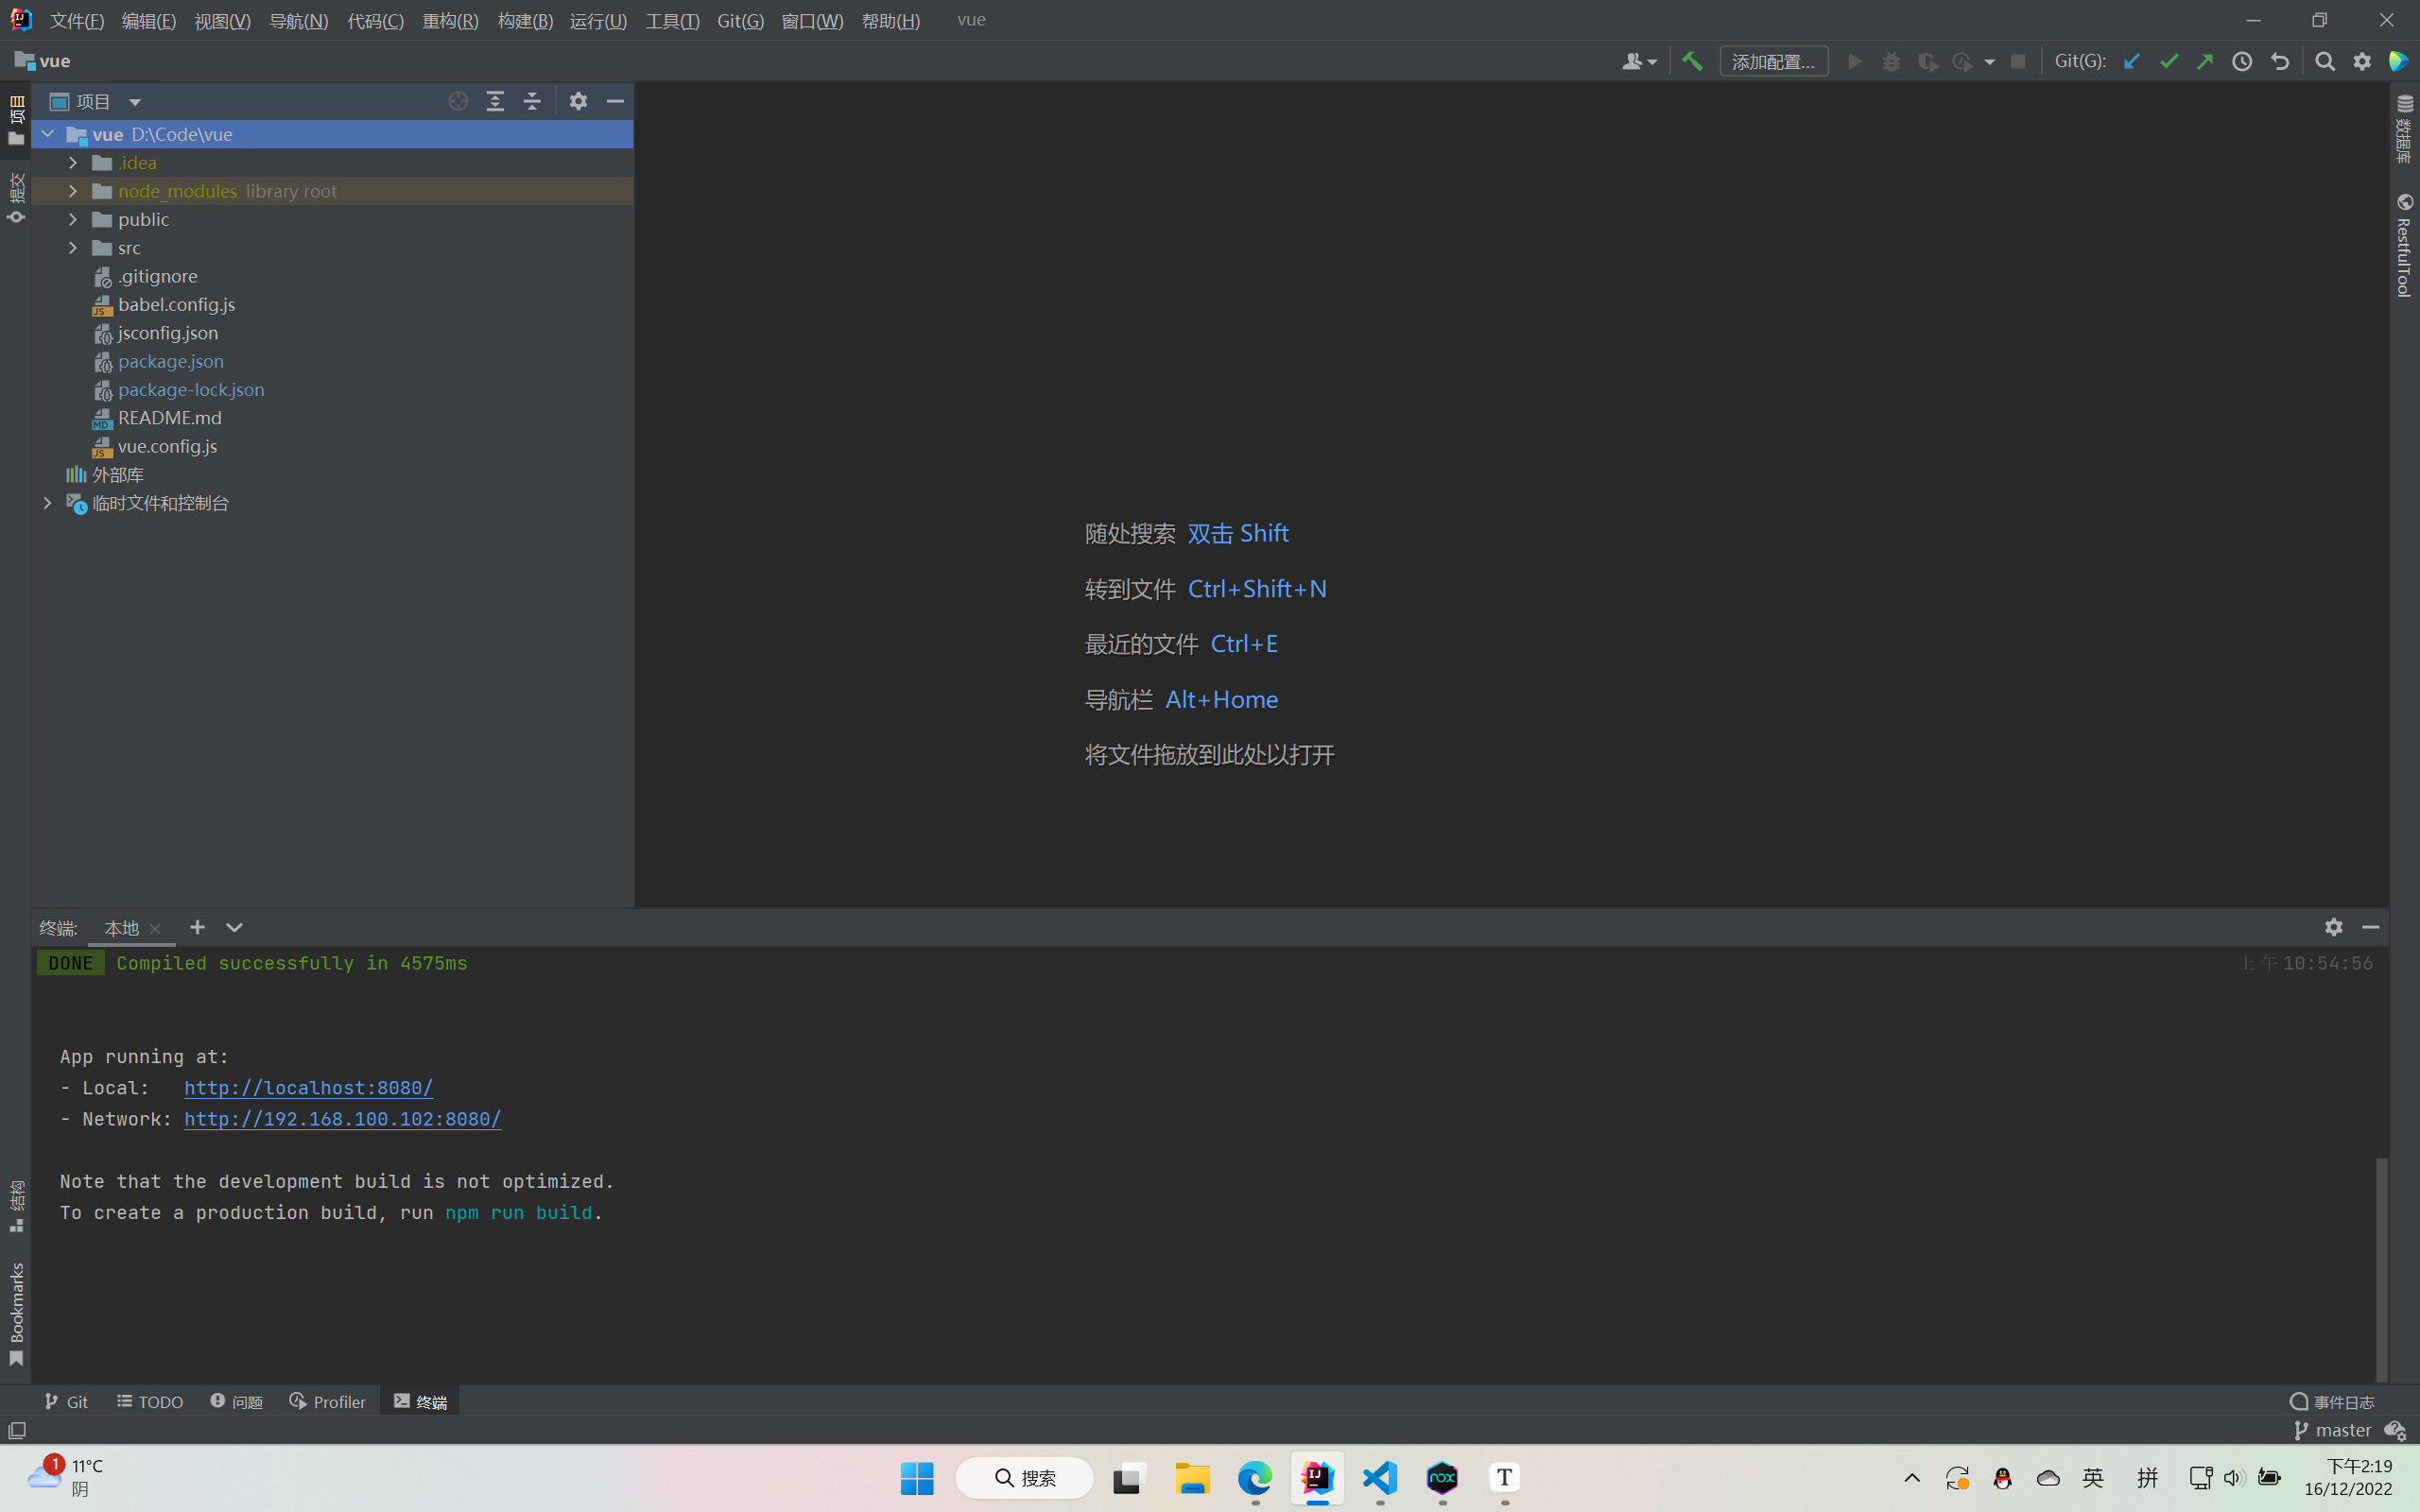 文件(F) 编辑(E) 视图(V) 导航(N) 代码(C) 重构(R) 构建(B) 运行(U) 工具(T) Git(G) 窗口(W) 帮助(H) vue
vue 添加配置... Git(G):
项目
项目
提交
vue D:\Code\vue
.idea
node_modules library root
public
src
.gitignore
babel.config.js
jsconfig.json
package.json
package-lock.json
README.md
vue.config.js
外部库
临时文件和控制台
随处搜索 双击 Shift
转到文件 Ctrl+Shift+N
最近的文件 Ctrl+E
导航栏 Alt+Home
将文件拖放到此处以打开
数据库
RestfulTool
终端: 本地
DONE Compiled successfully in 4575ms 上午10:54:56
App running at:
- Local: http://localhost:8080/
- Network: http://192.168.100.102:8080/
Note that the development build is not optimized.
To create a production build, run npm run build.
结构
Bookmarks
Git TODO 问题 Profiler 终端 事件日志
master
1 11°C
阴
搜索
IJ
nox
T
英 拼
下午2:19
16/12/2022